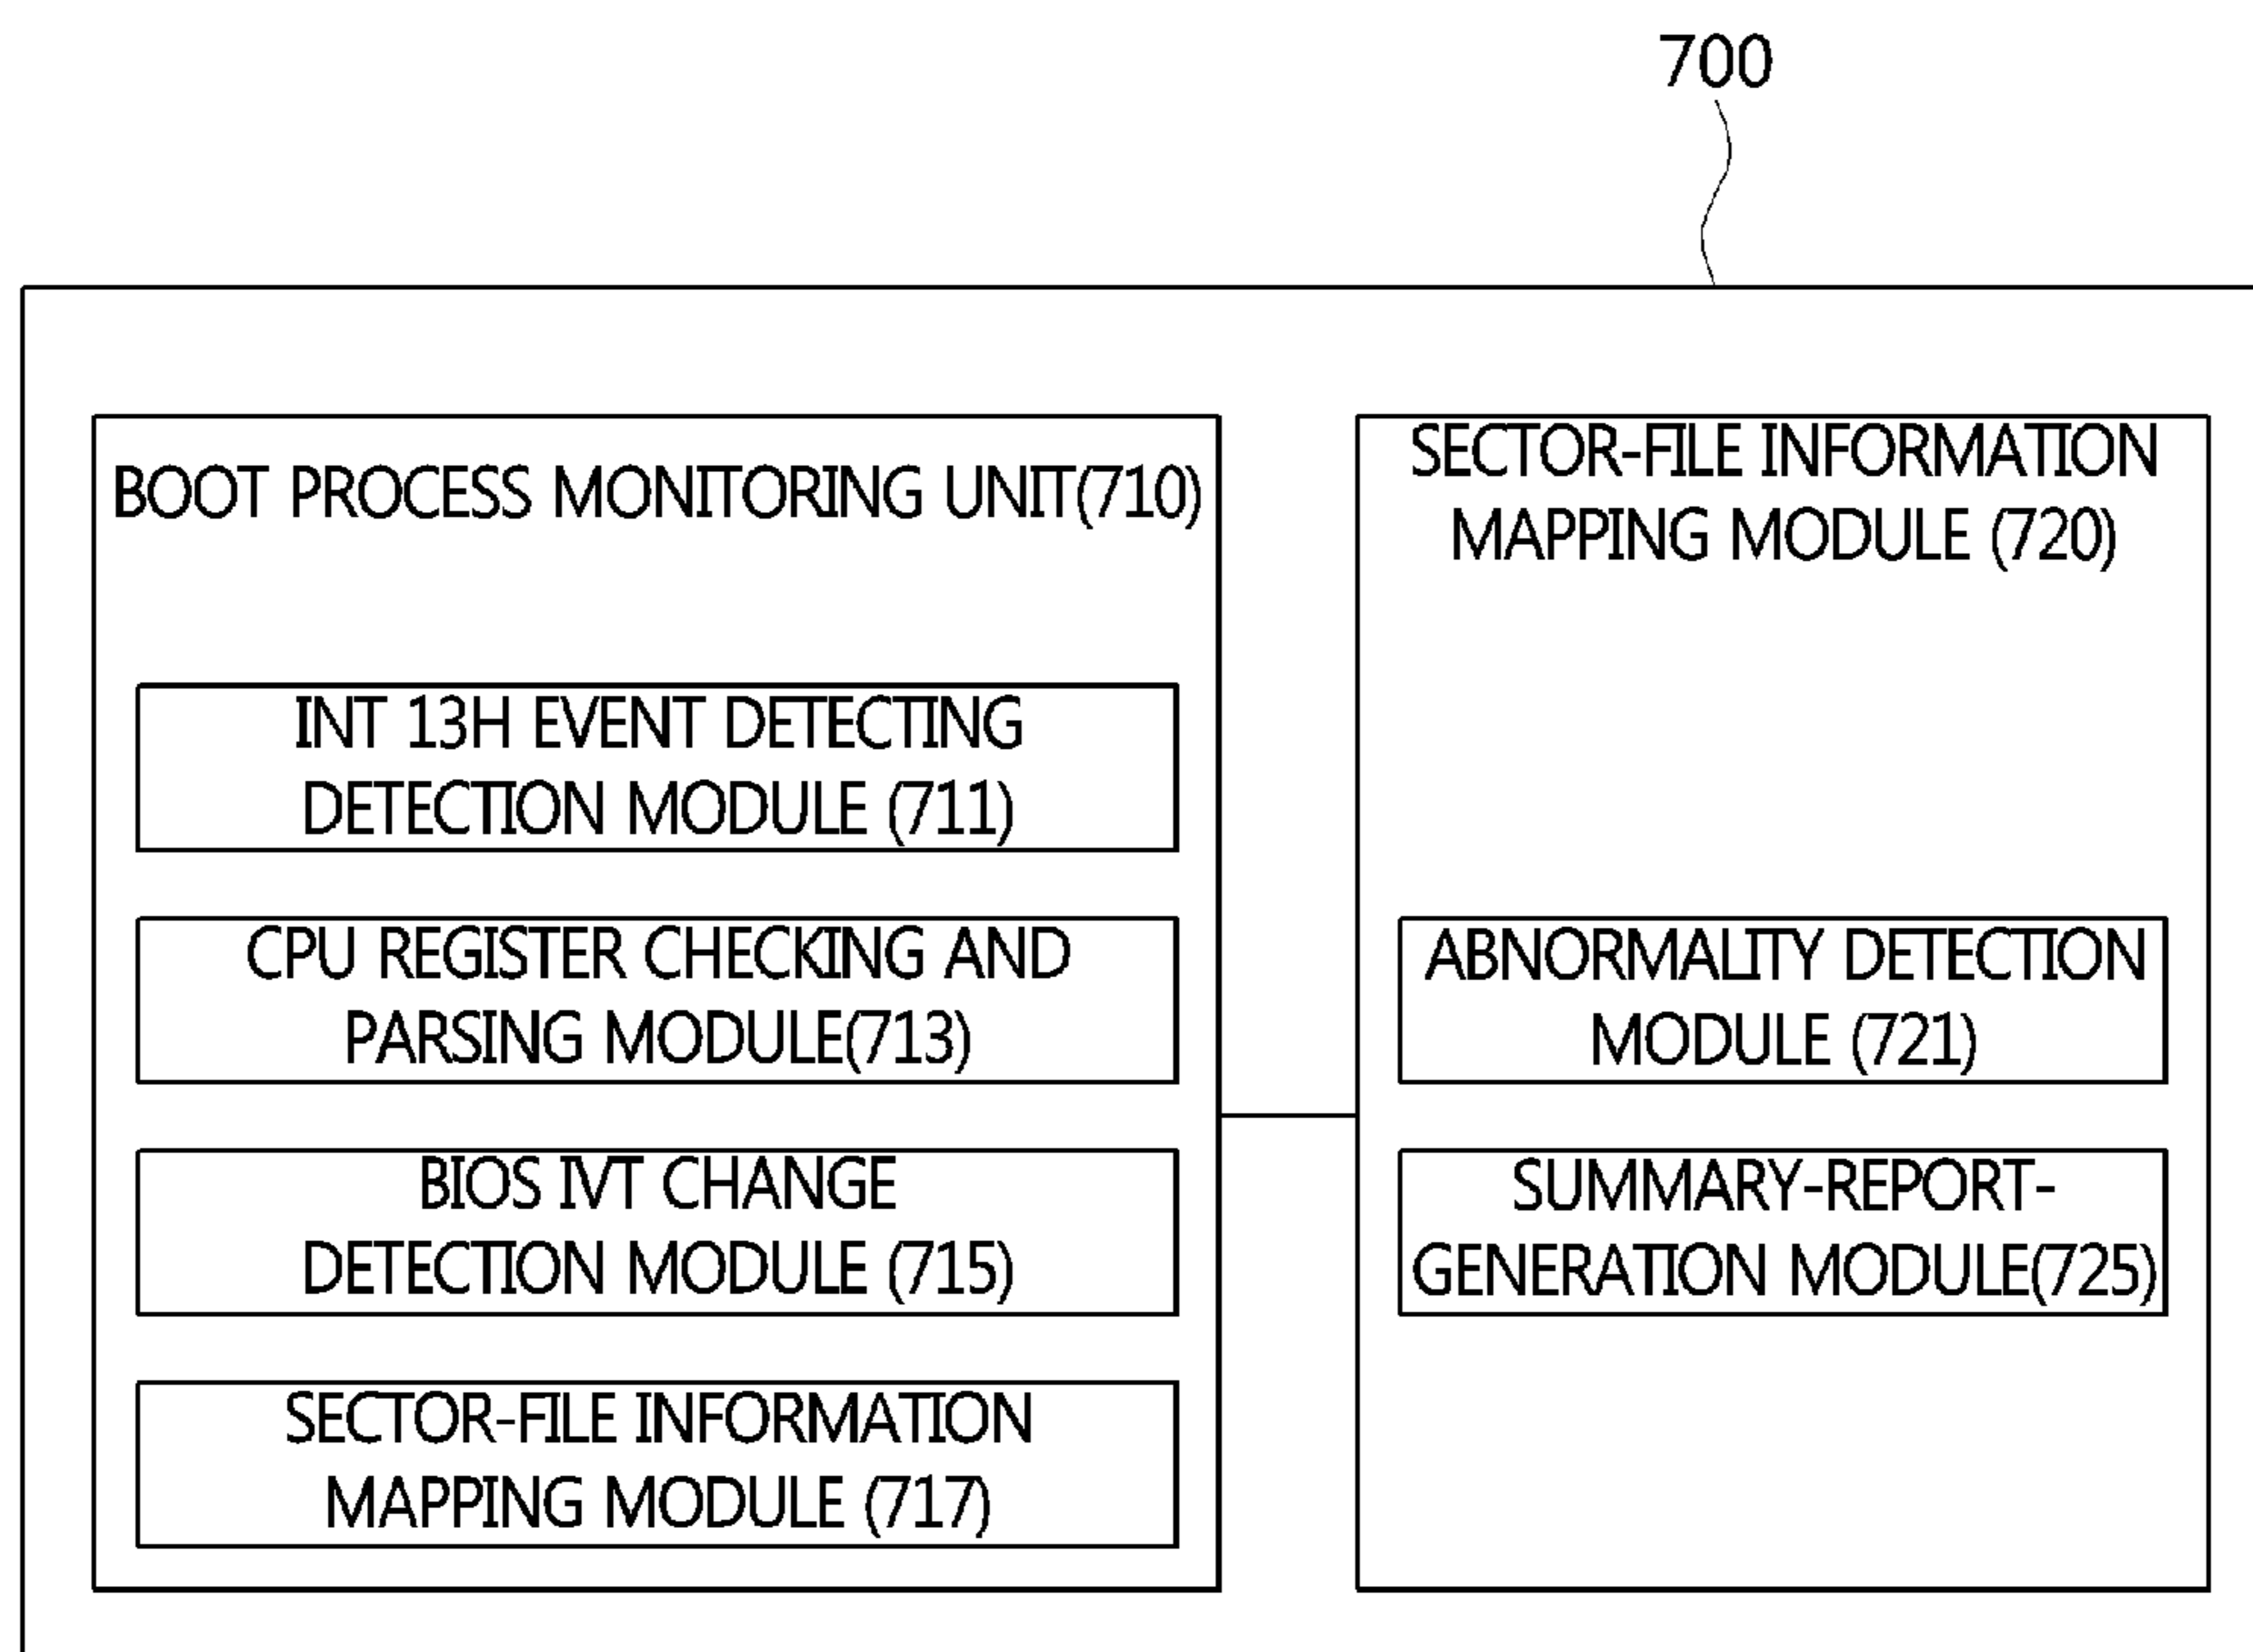 700
BOOT PROCESS MONITORING UNIT(710)
INT 13H EVENT DETECTING
DETECTION MODULE (711)
CPU REGISTER CHECKING AND
PARSING MODULE(713)
BIOS IVT CHANGE
DETECTION MODULE (715)
SECTOR-FILE INFORMATION
MAPPING MODULE (717)
SECTOR-FILE INFORMATION
MAPPING MODULE (720)
ABNORMALITY DETECTION
MODULE (721)
SUMMARY-REPORT-
GENERATION MODULE(725)